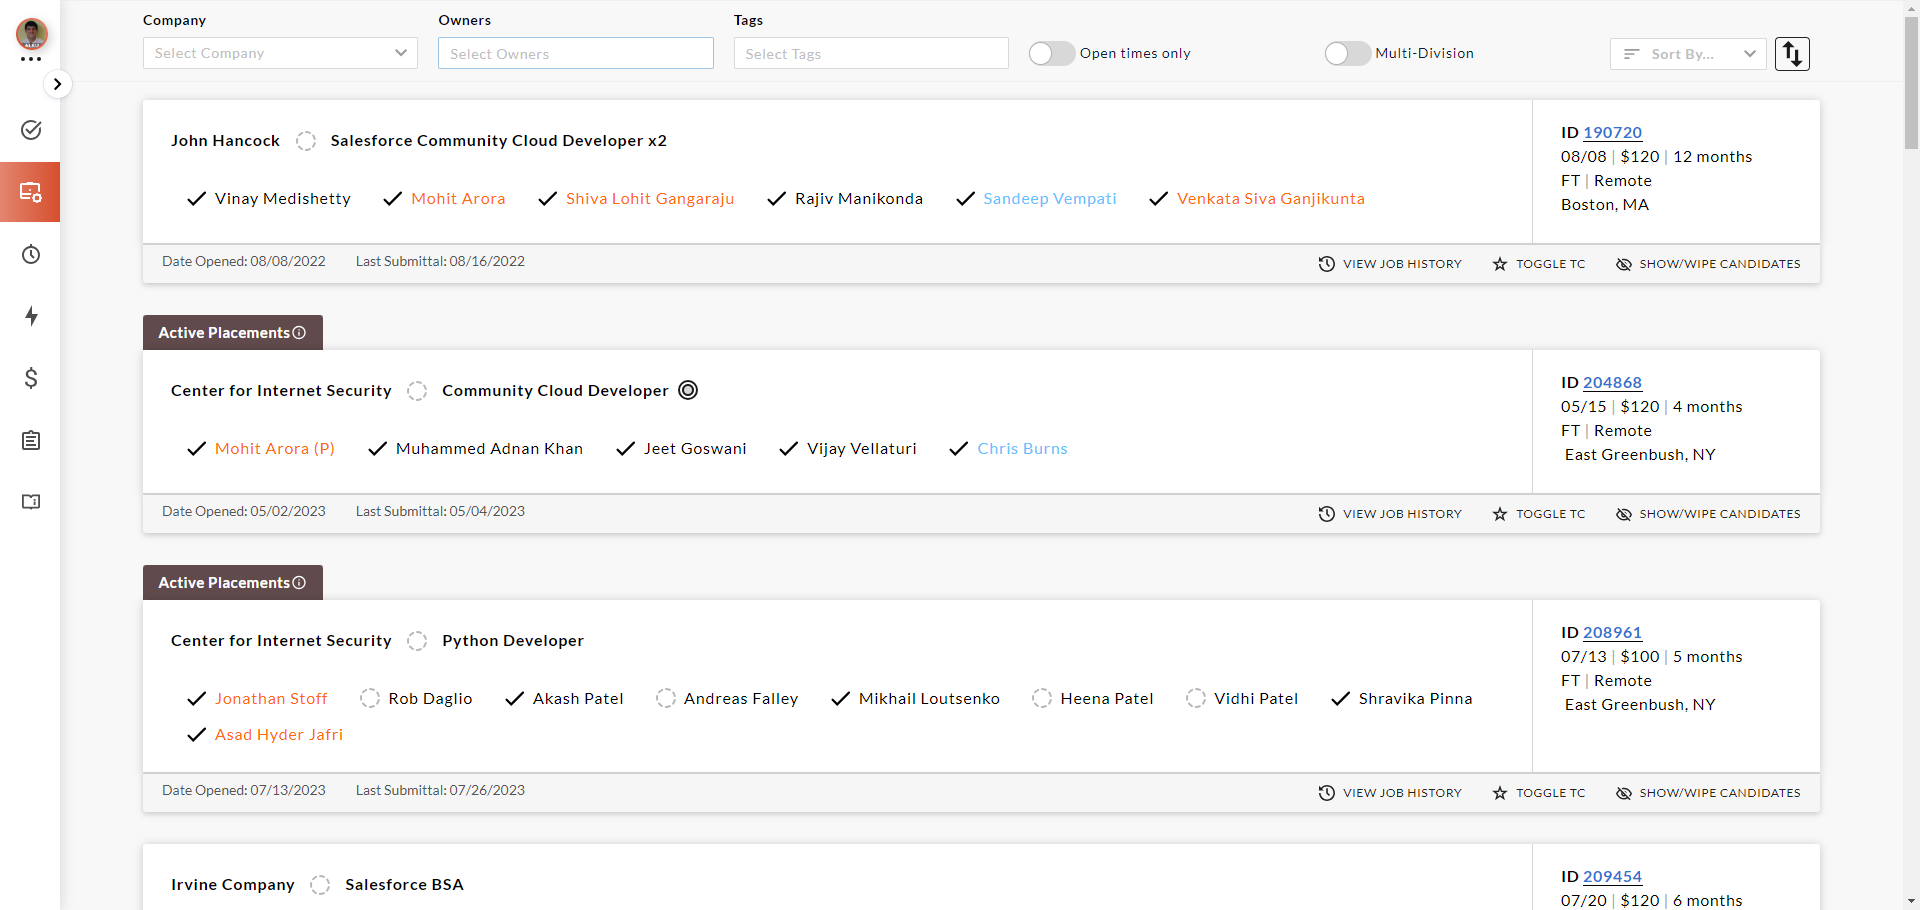 Company
Owners
Tags
Select Company
Select Owners
Select Tags
Open times only
Multi-Division
Sort By...
John Hancock Salesforce Community Cloud Developer x2
Vinay Medishetty Mohit Arora Shiva Lohit Gangaraju Rajiv Manikonda Sandeep Vempati Venkata Siva Ganjikunta
ID 190720
08/08 | $120 | 12 months
FT | Remote
Boston, MA
Date Opened: 08/08/2022 Last Submittal: 08/16/2022
VIEW JOB HISTORY TOGGLE TC SHOW/WIPE CANDIDATES
Active Placements
Center for Internet Security Community Cloud Developer
Mohit Arora (P) Muhammed Adnan Khan Jeet Goswani Vijay Vellaturi Chris Burns
ID 204868
05/15 | $120 | 4 months
FT | Remote
East Greenbush, NY
Date Opened: 05/02/2023 Last Submittal: 05/04/2023
VIEW JOB HISTORY TOGGLE TC SHOW/WIPE CANDIDATES
Active Placements
Center for Internet Security Python Developer
Jonathan Stoff Rob Daglio Akash Patel Andreas Falley Mikhail Loutsenko Heena Patel Vidhi Patel Shravika Pinna
Asad Hyder Jafri
ID 208961
07/13 | $100 | 5 months
FT | Remote
East Greenbush, NY
Date Opened: 07/13/2023 Last Submittal: 07/26/2023
VIEW JOB HISTORY TOGGLE TC SHOW/WIPE CANDIDATES
Irvine Company Salesforce BSA
ID 209454
07/20 | $120 | 6 months